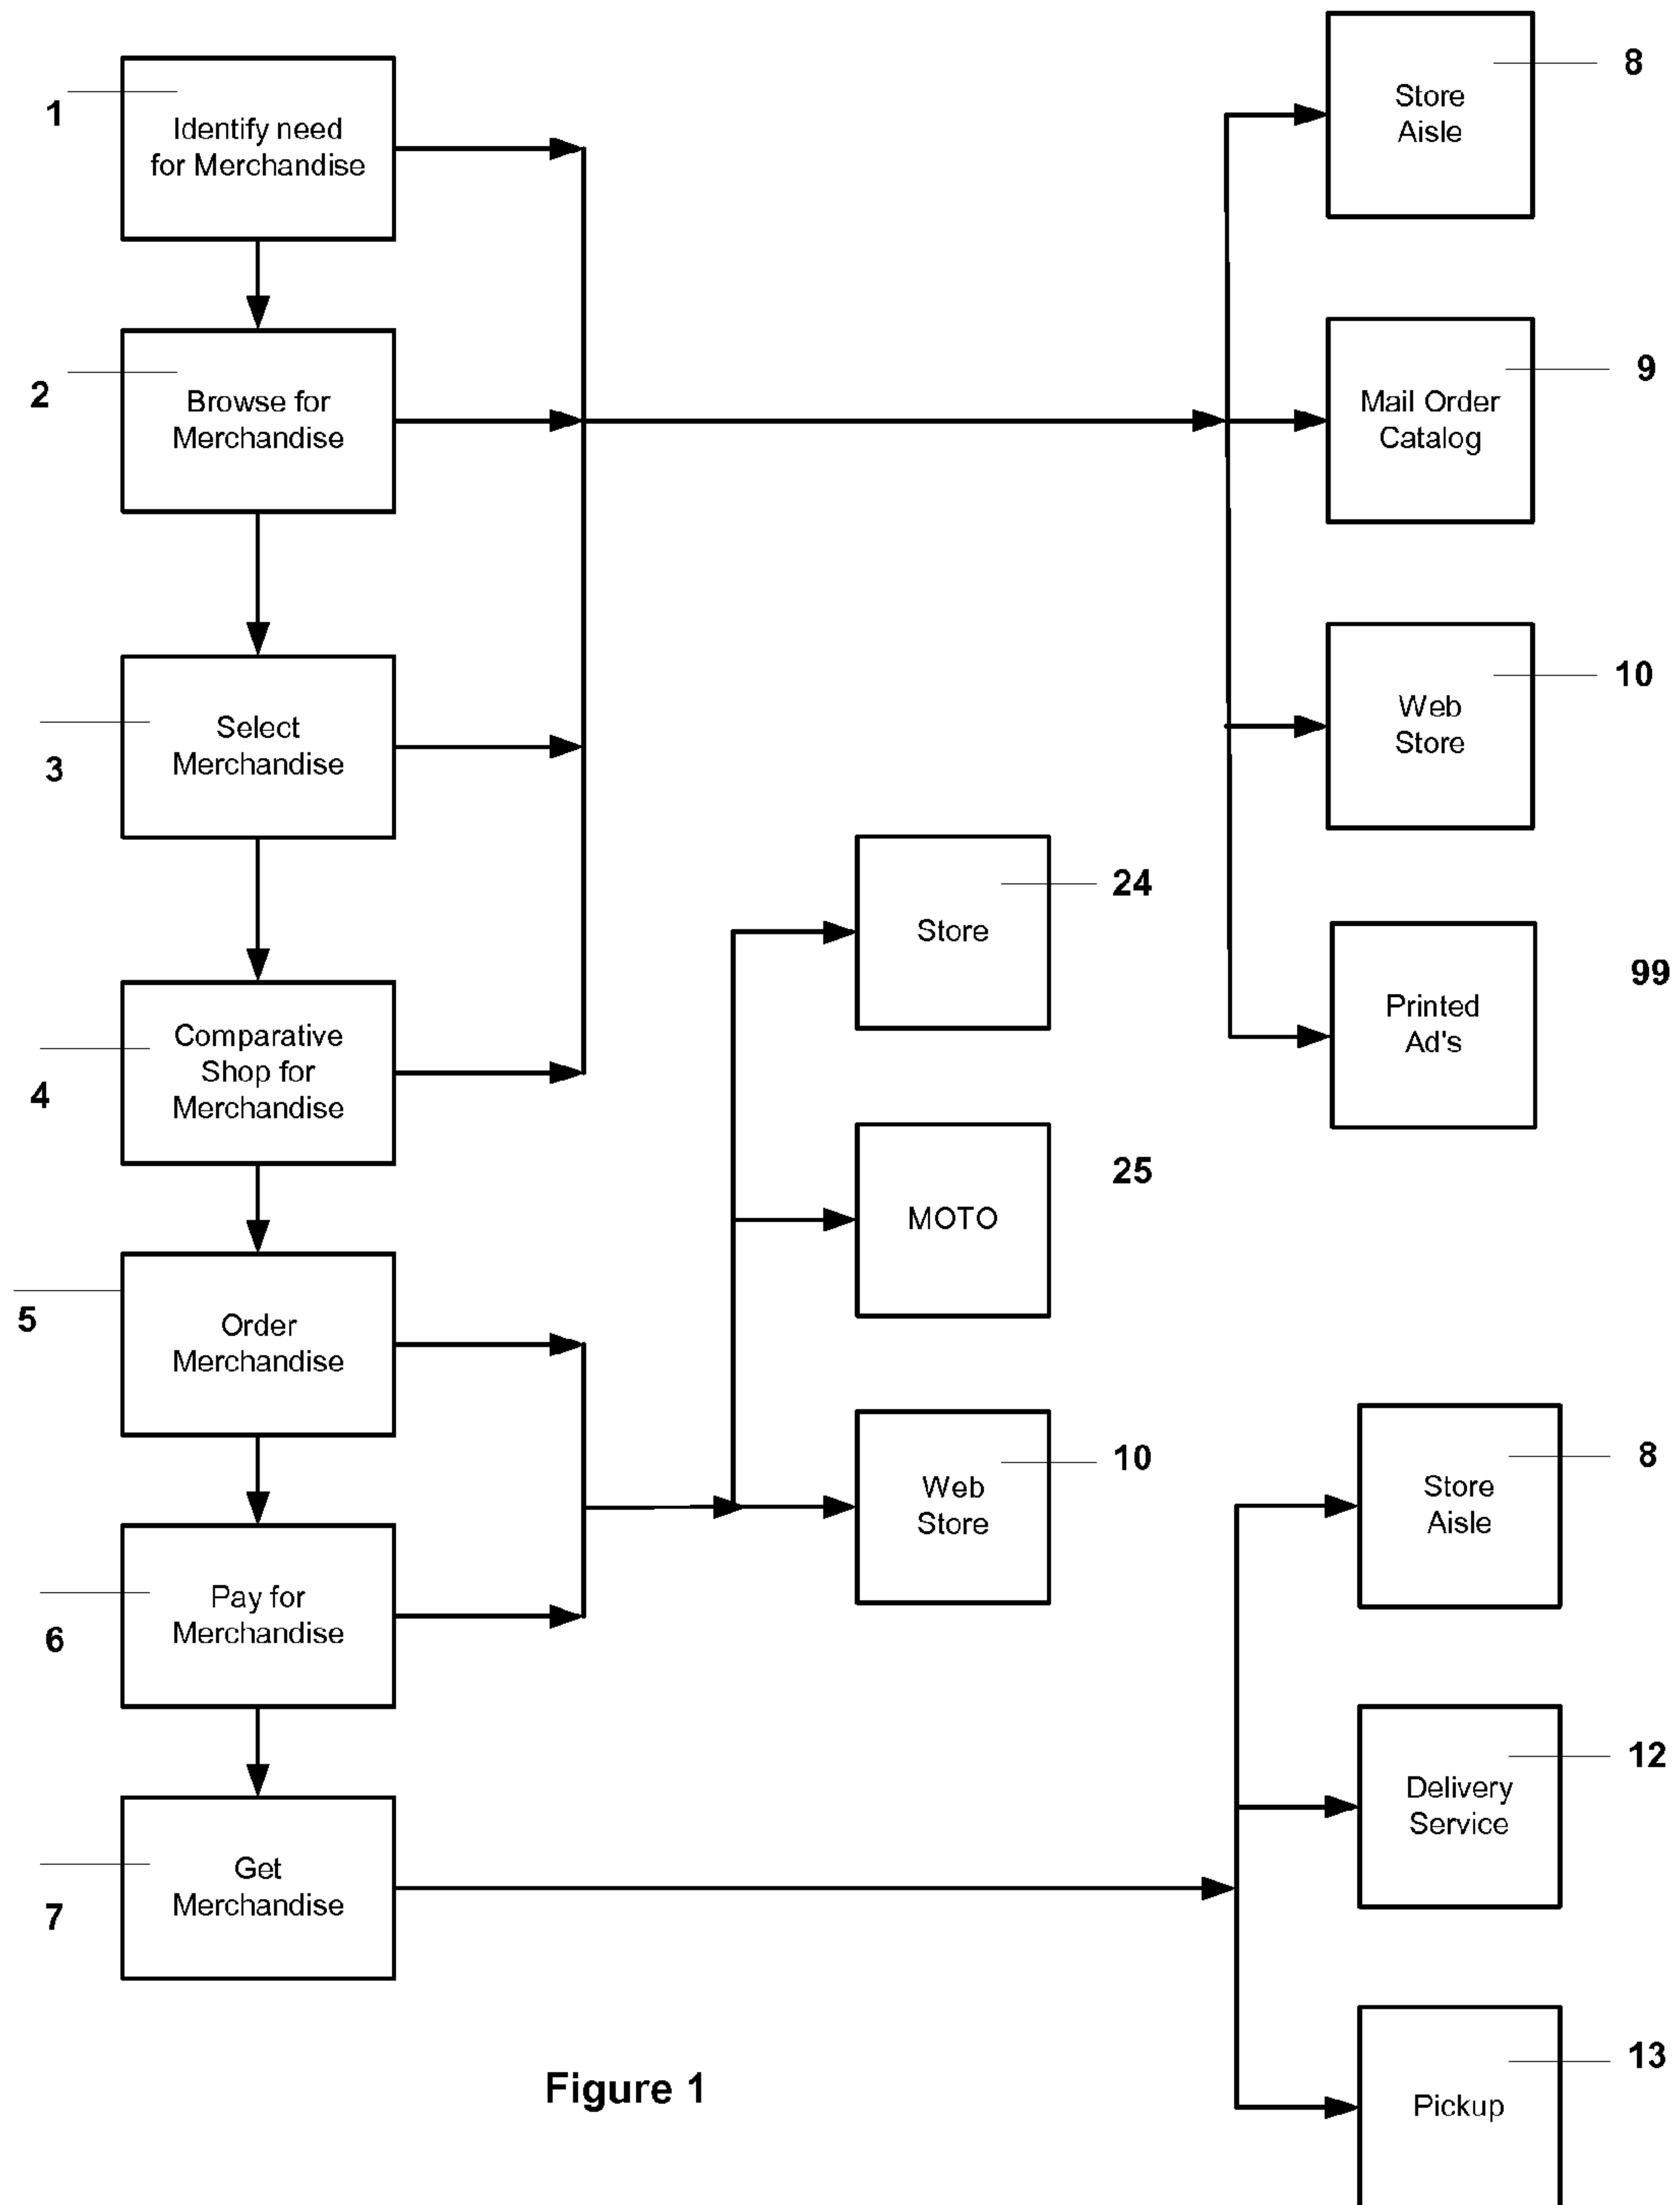 1
Identify need
for Merchandise
2
Browse for
Merchandise
3
Select
Merchandise
4
Comparative
Shop for
Merchandise
5
Order
Merchandise
6
Pay for
Merchandise
7
Get
Merchandise
24
Store
25
MOTO
10
Web
Store
8
Store
Aisle
9
Mail Order
Catalog
10
Web
Store
99
Printed
Ad's
8
Store
Aisle
12
Delivery
Service
13
Pickup
Figure 1